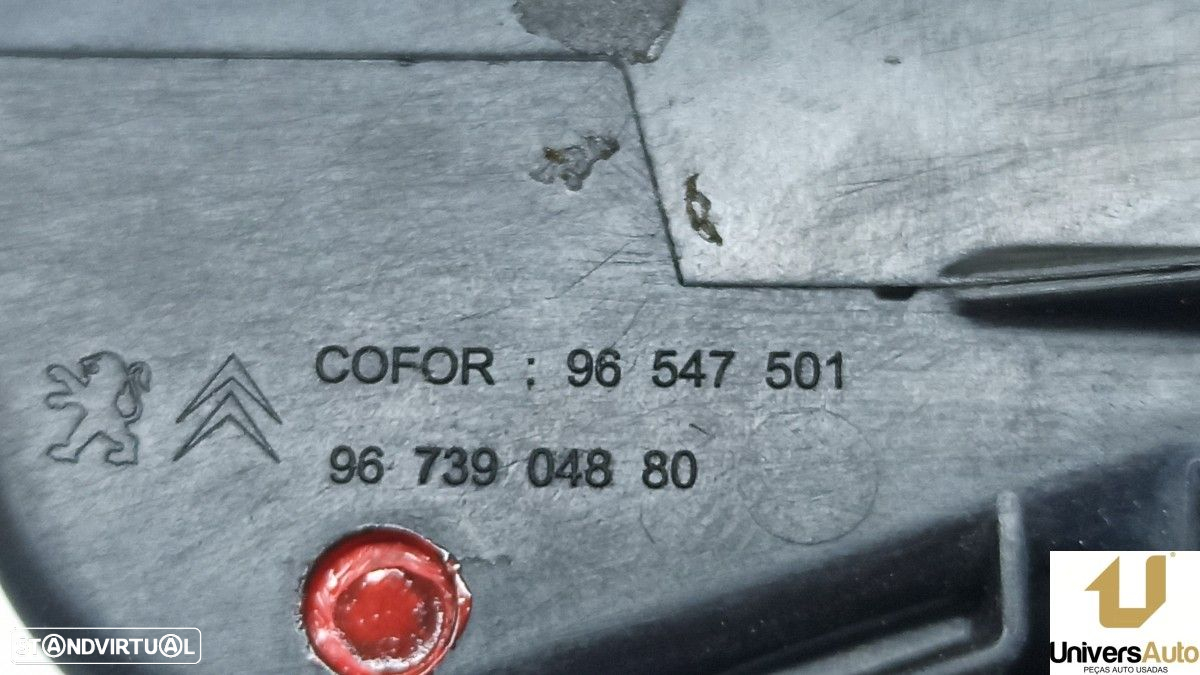 COFOR : 96 547 501
96 739 048 80
STANDVIRTUAL
UniversAuto
PEÇAS AUTO USADAS